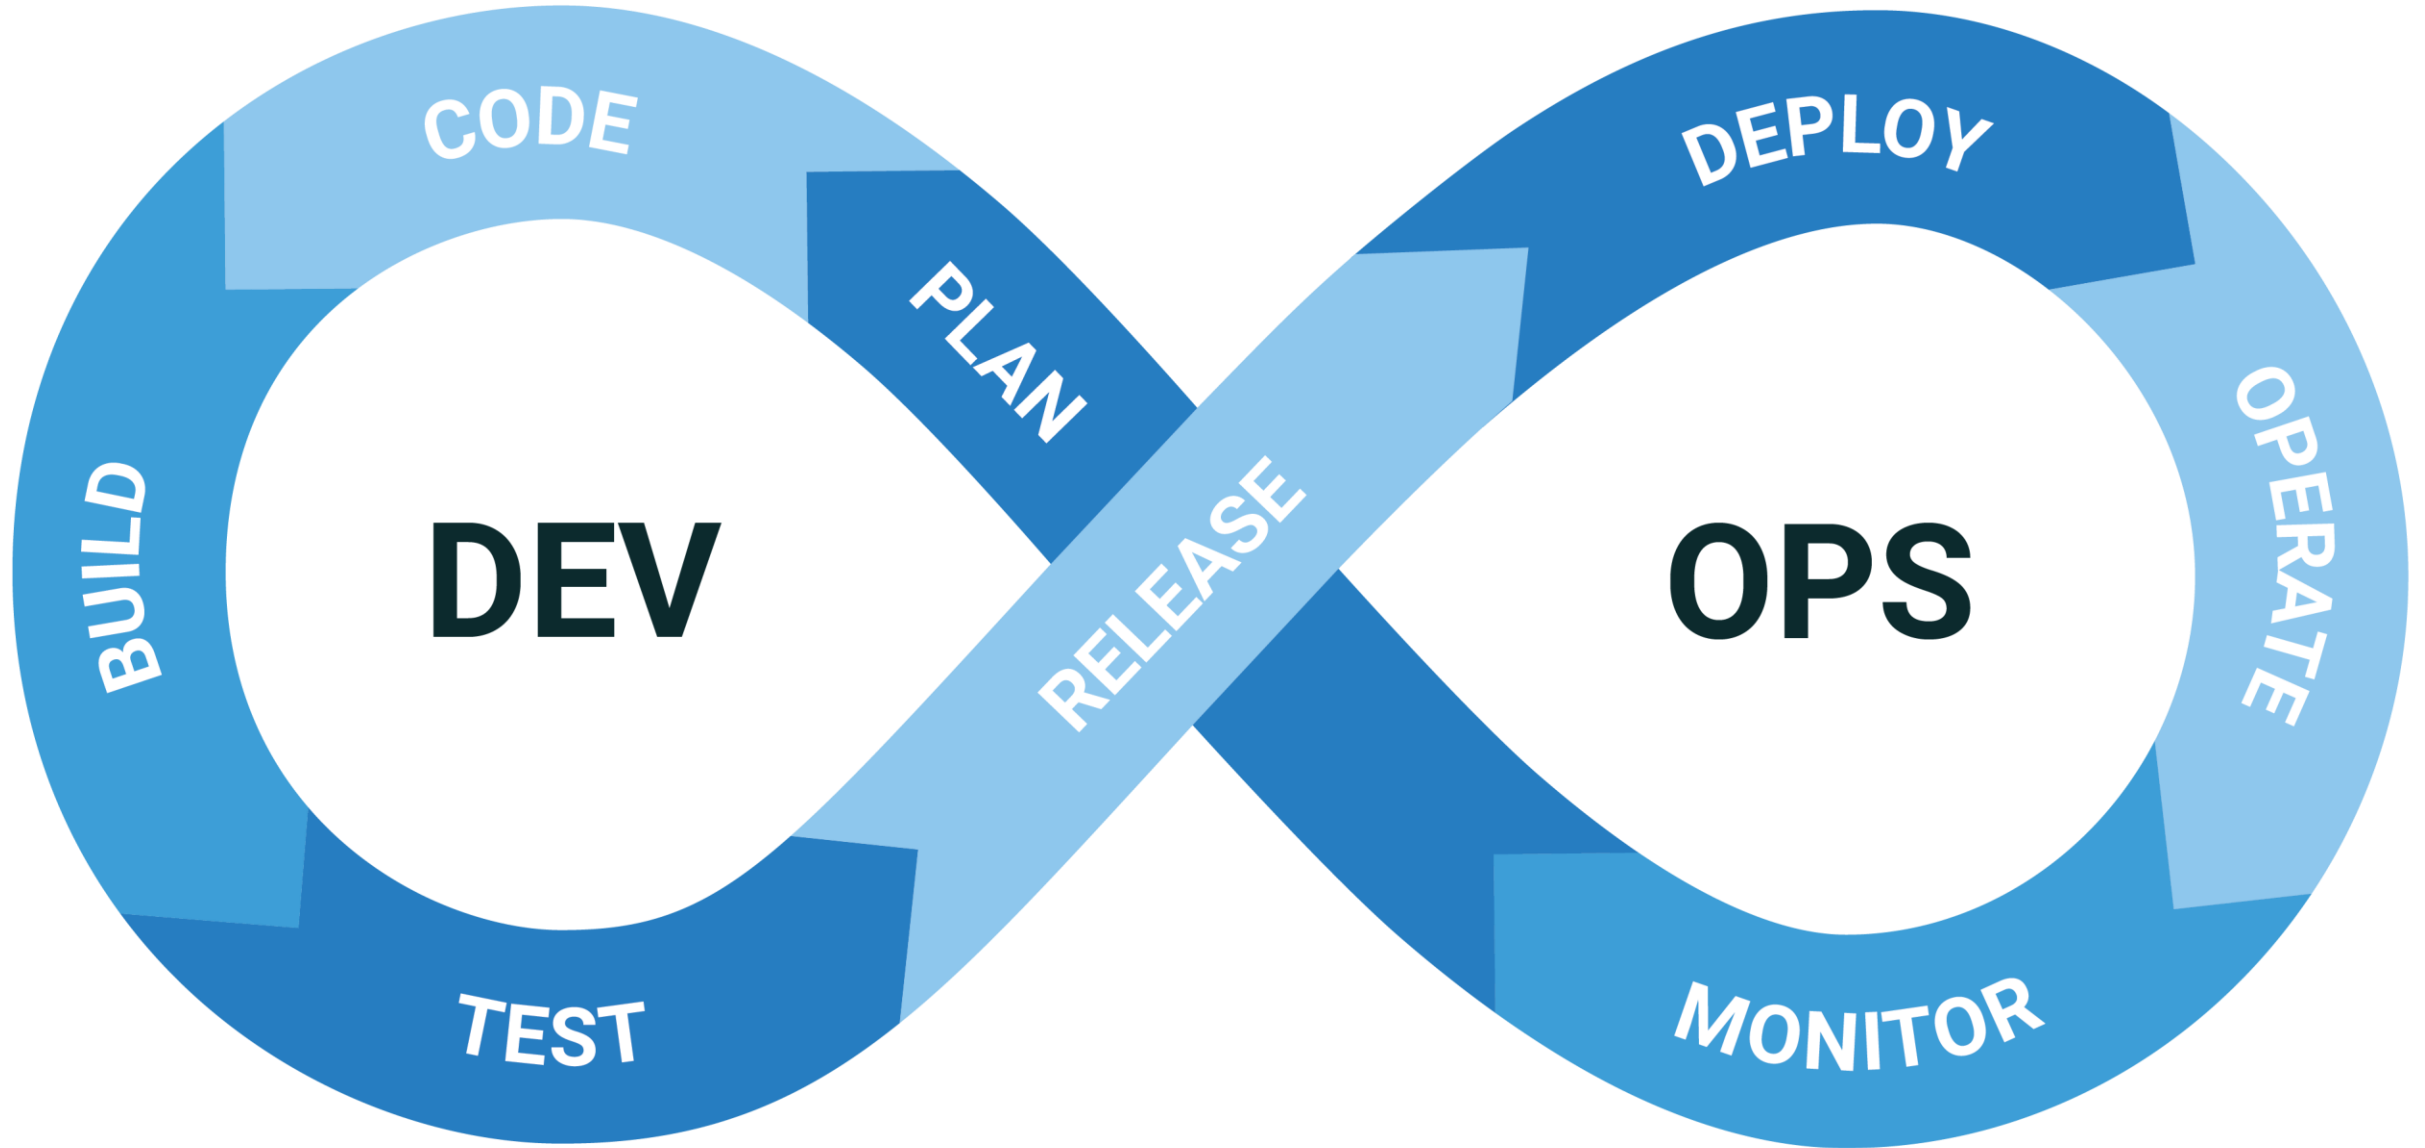 CODE
DEPLOY
PLAN
OPERATE
BUILD
DEV
RELEASE
OPS
TEST
MONITOR